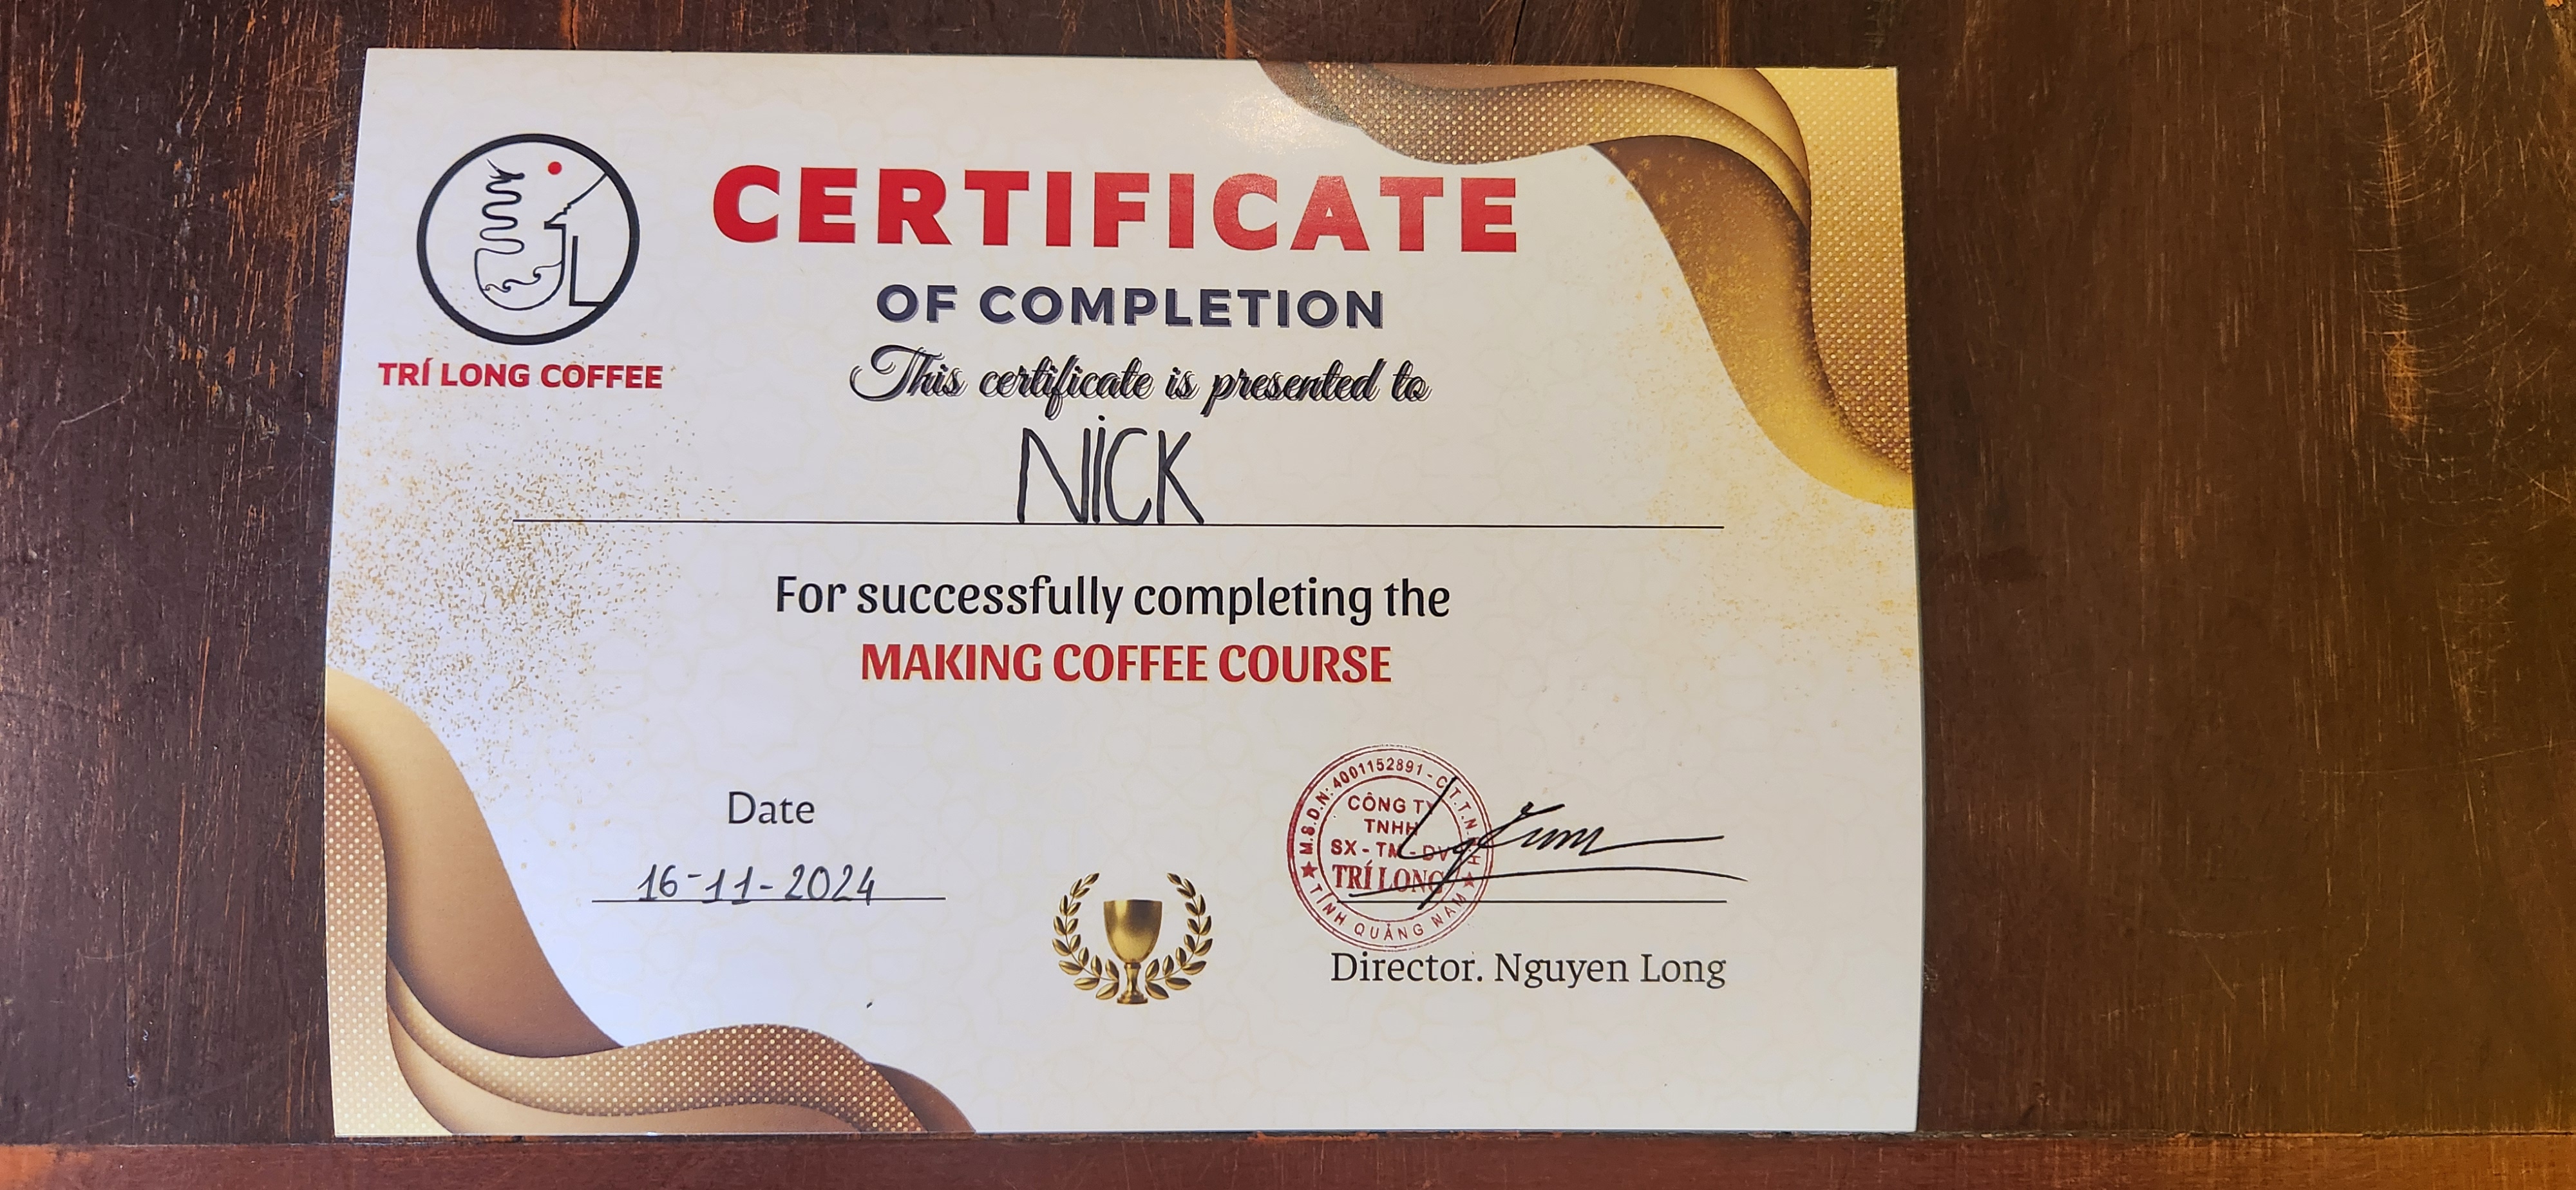 TRÍ LONG COFFEE
CERTIFICATE
OF COMPLETION
This certificate is presented to
NICK
For successfully completing the
MAKING COFFEE COURSE
Date
16-11-2024
M.S.D.N: 4001152891 - C.T.T.N.H.H
CÔNG TY
TNHH
SX - TM - DV
TRÍ LONG
TỈNH QUẢNG NAM
Director. Nguyen Long